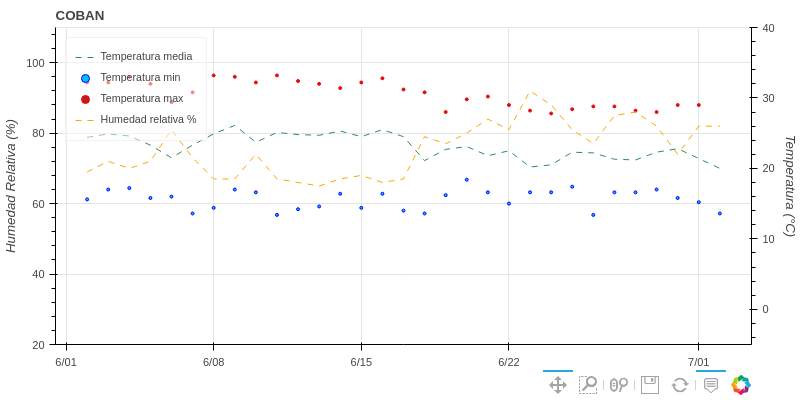 COBAN
Temperatura media
Temperatura min
Temperatura max
Humedad relativa %
Humedad Relativa (%)
100
80
60
40
20
Temperatura (°C)
40
30
20
10
0
6/01
6/08
6/15
6/22
7/01